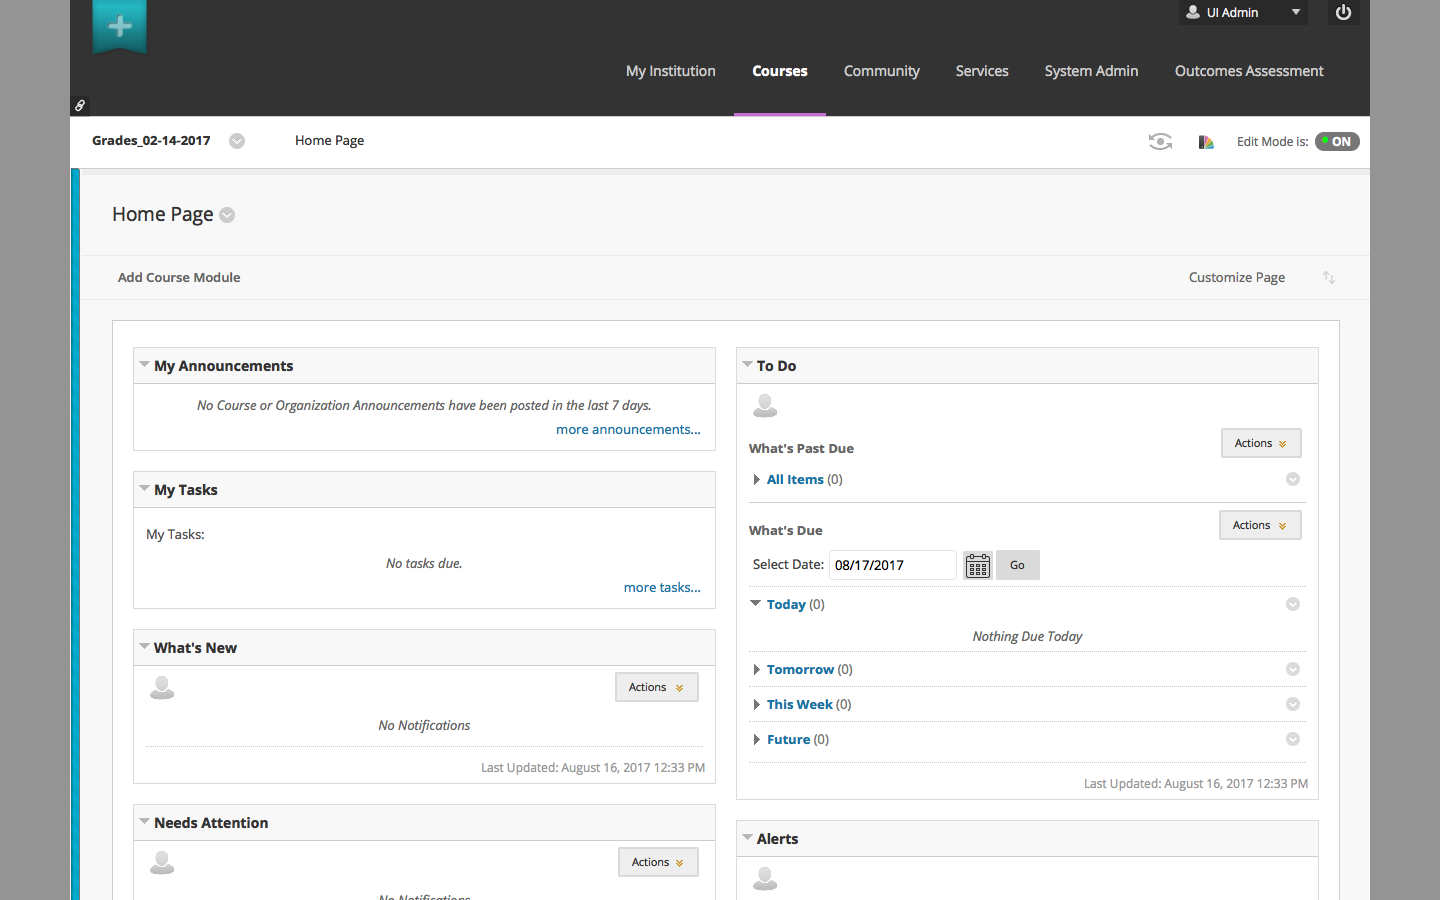 UI Admin
My Institution
Courses
Community
Services
System Admin
Outcomes Assessment
Grades_02-14-2017
Home Page
Edit Mode is:
ON
Home Page
Add Course Module
Customize Page
My Announcements
No Course or Organization Announcements have been posted in the last 7 days.
more announcements...
My Tasks
My Tasks:
No tasks due.
more tasks...
What's New
Actions
No Notifications
Last Updated: August 16, 2017 12:33 PM
Needs Attention
Actions
No Notifications
To Do
What's Past Due
Actions
All Items (0)
What's Due
Actions
Select Date:
08/17/2017
Go
Today (0)
Nothing Due Today
Tomorrow (0)
This Week (0)
Future (0)
Last Updated: August 16, 2017 12:33 PM
Alerts